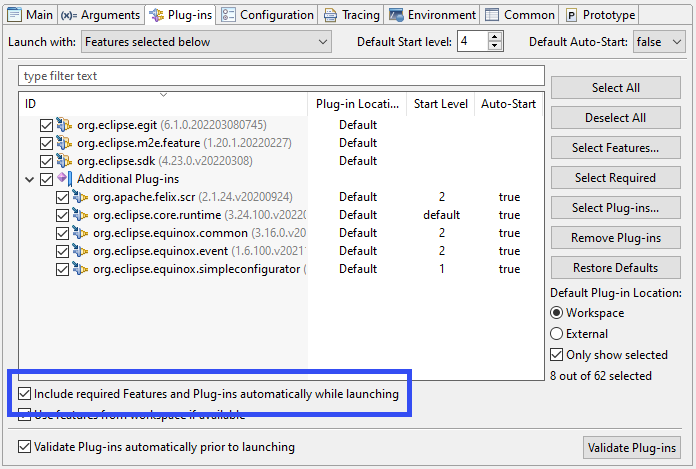 Main (x)= Arguments Plug-ins Configuration Tracing Environment Common P Prototype
Launch with: Features selected below Default Start level: 4 Default Auto-Start: false
type filter text
ID Plug-in Locati... Start Level Auto-Start
org.eclipse.egit (6.1.0.202203080745) Default
org.eclipse.m2e.feature (1.20.1.20220227) Default
org.eclipse.sdk (4.23.0.v20220308) Default
Additional Plug-ins
org.apache.felix.scr (2.1.24.v20200924) Default 2 true
org.eclipse.core.runtime (3.24.100.v20220 Default default true
org.eclipse.equinox.common (3.16.0.v2022 Default 2 true
org.eclipse.equinox.event (1.6.100.v20211 Default 2 true
org.eclipse.equinox.simpleconfigurator ( Default 1 true
Select All
Deselect All
Select Features...
Select Required
Select Plug-ins...
Remove Plug-ins
Restore Defaults
Default Plug-in Location:
Workspace
External
Only show selected
8 out of 62 selected
Include required Features and Plug-ins automatically while launching
Use features from workspace if available
Validate Plug-ins automatically prior to launching Validate Plug-ins